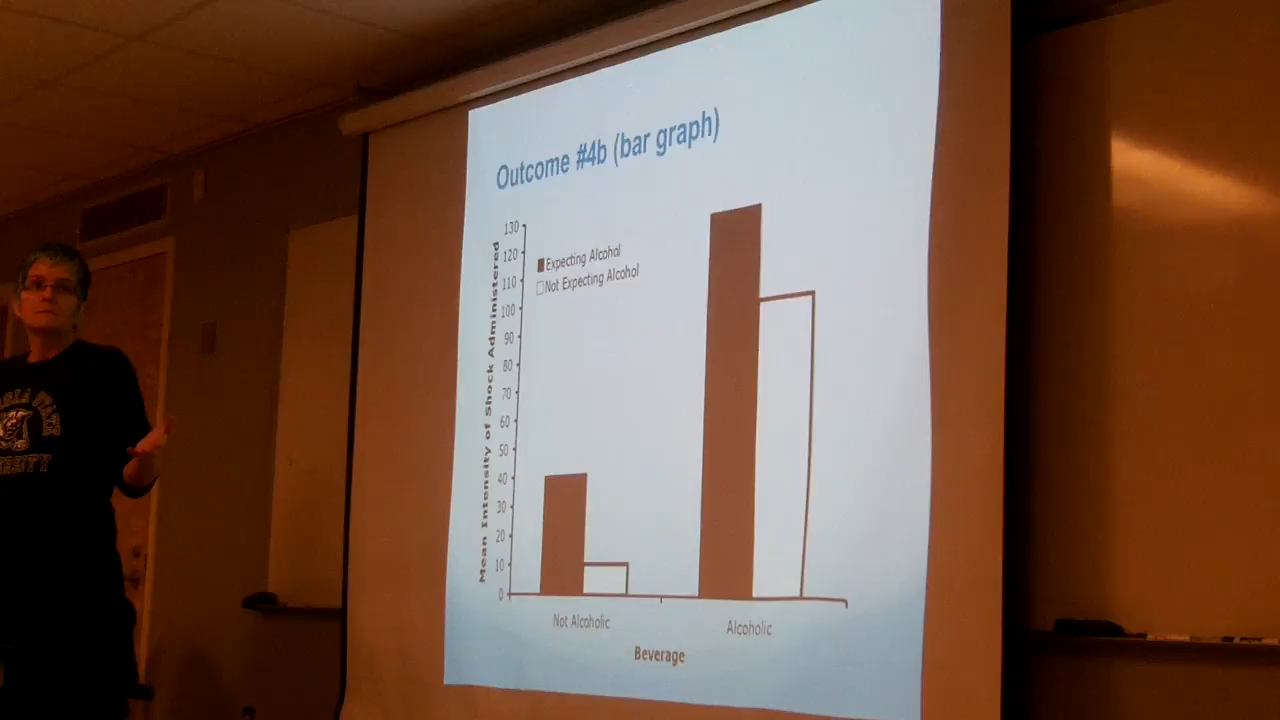 Outcome #4b (bar graph)
130
120
110
100
90
80
70
60
50
40
30
20
10
0
Mean Intensity of Shock Administered
Expecting Alcohol
Not Expecting Alcohol
Not Alcoholic
Alcoholic
Beverage
STATE